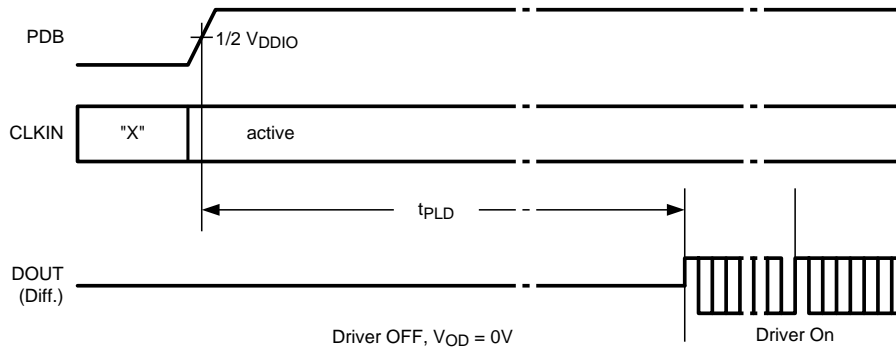 PDB
1/2 VDDIO
CLKIN
"X"
active
tPLD
DOUT
(Diff.)
Driver OFF, VOD = 0V
Driver On